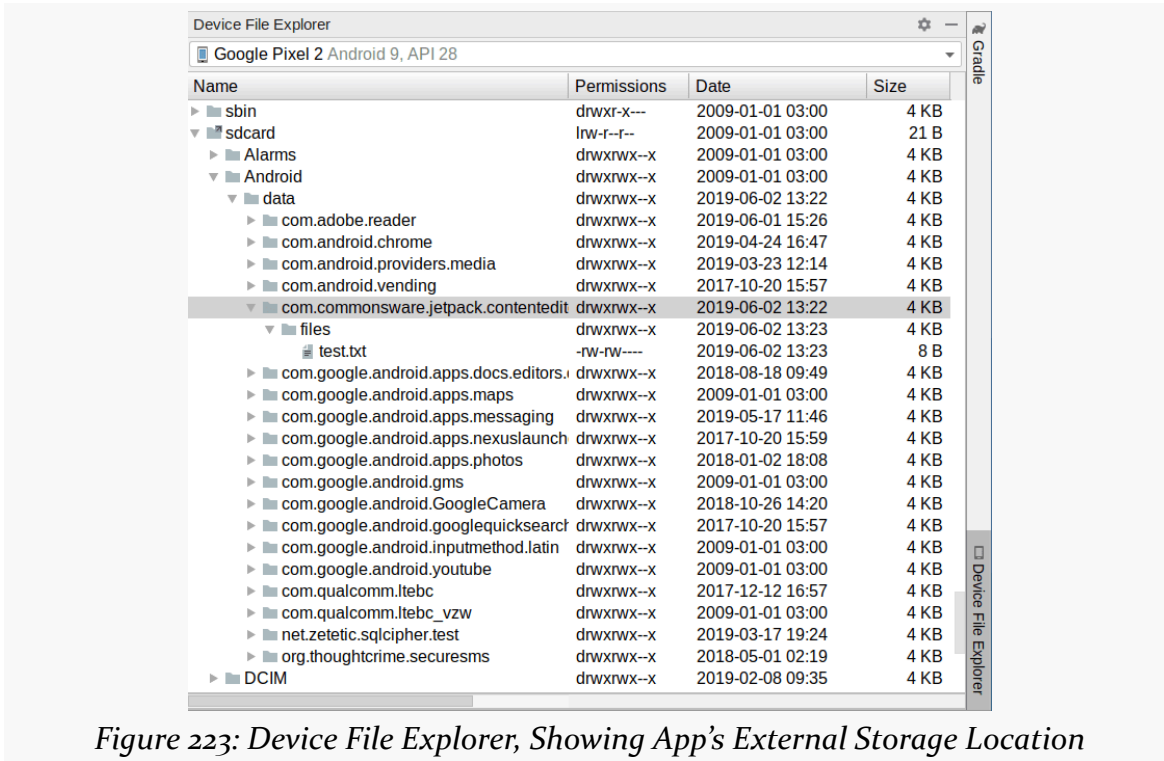 Device File Explorer
Google Pixel 2 Android 9, API 28
Name Permissions Date Size
sbin drwxr-x--- 2009-01-01 03:00 4 KB
sdcard lrw-r--r-- 2009-01-01 03:00 21 B
Alarms drwxrwx--x 2009-01-01 03:00 4 KB
Android drwxrwx--x 2009-01-01 03:00 4 KB
data drwxrwx--x 2019-06-02 13:22 4 KB
com.adobe.reader drwxrwx--x 2019-06-01 15:26 4 KB
com.android.chrome drwxrwx--x 2019-04-24 16:47 4 KB
com.android.providers.media drwxrwx--x 2019-03-23 12:14 4 KB
com.android.vending drwxrwx--x 2017-10-20 15:57 4 KB
com.commonsware.jetpack.contentedit drwxrwx--x 2019-06-02 13:22 4 KB
files drwxrwx--x 2019-06-02 13:23 4 KB
test.txt -rw-rw---- 2019-06-02 13:23 8 B
com.google.android.apps.docs.editors. drwxrwx--x 2018-08-18 09:49 4 KB
com.google.android.apps.maps drwxrwx--x 2009-01-01 03:00 4 KB
com.google.android.apps.messaging drwxrwx--x 2019-05-17 11:46 4 KB
com.google.android.apps.nexuslaunch drwxrwx--x 2017-10-20 15:59 4 KB
com.google.android.apps.photos drwxrwx--x 2018-01-02 18:08 4 KB
com.google.android.gms drwxrwx--x 2009-01-01 03:00 4 KB
com.google.android.GoogleCamera drwxrwx--x 2018-10-26 14:20 4 KB
com.google.android.googlequicksearch drwxrwx--x 2017-10-20 15:57 4 KB
com.google.android.inputmethod.latin drwxrwx--x 2009-01-01 03:00 4 KB
com.google.android.youtube drwxrwx--x 2009-01-01 03:00 4 KB
com.qualcomm.ltebc drwxrwx--x 2017-12-12 16:57 4 KB
com.qualcomm.ltebc_vzw drwxrwx--x 2009-01-01 03:00 4 KB
net.zetetic.sqlcipher.test drwxrwx--x 2019-03-17 19:24 4 KB
org.thoughtcrime.securesms drwxrwx--x 2018-05-01 02:19 4 KB
DCIM drwxrwx--x 2019-02-08 09:35 4 KB
Gradle
Device File Explorer
Figure 223: Device File Explorer, Showing App's External Storage Location